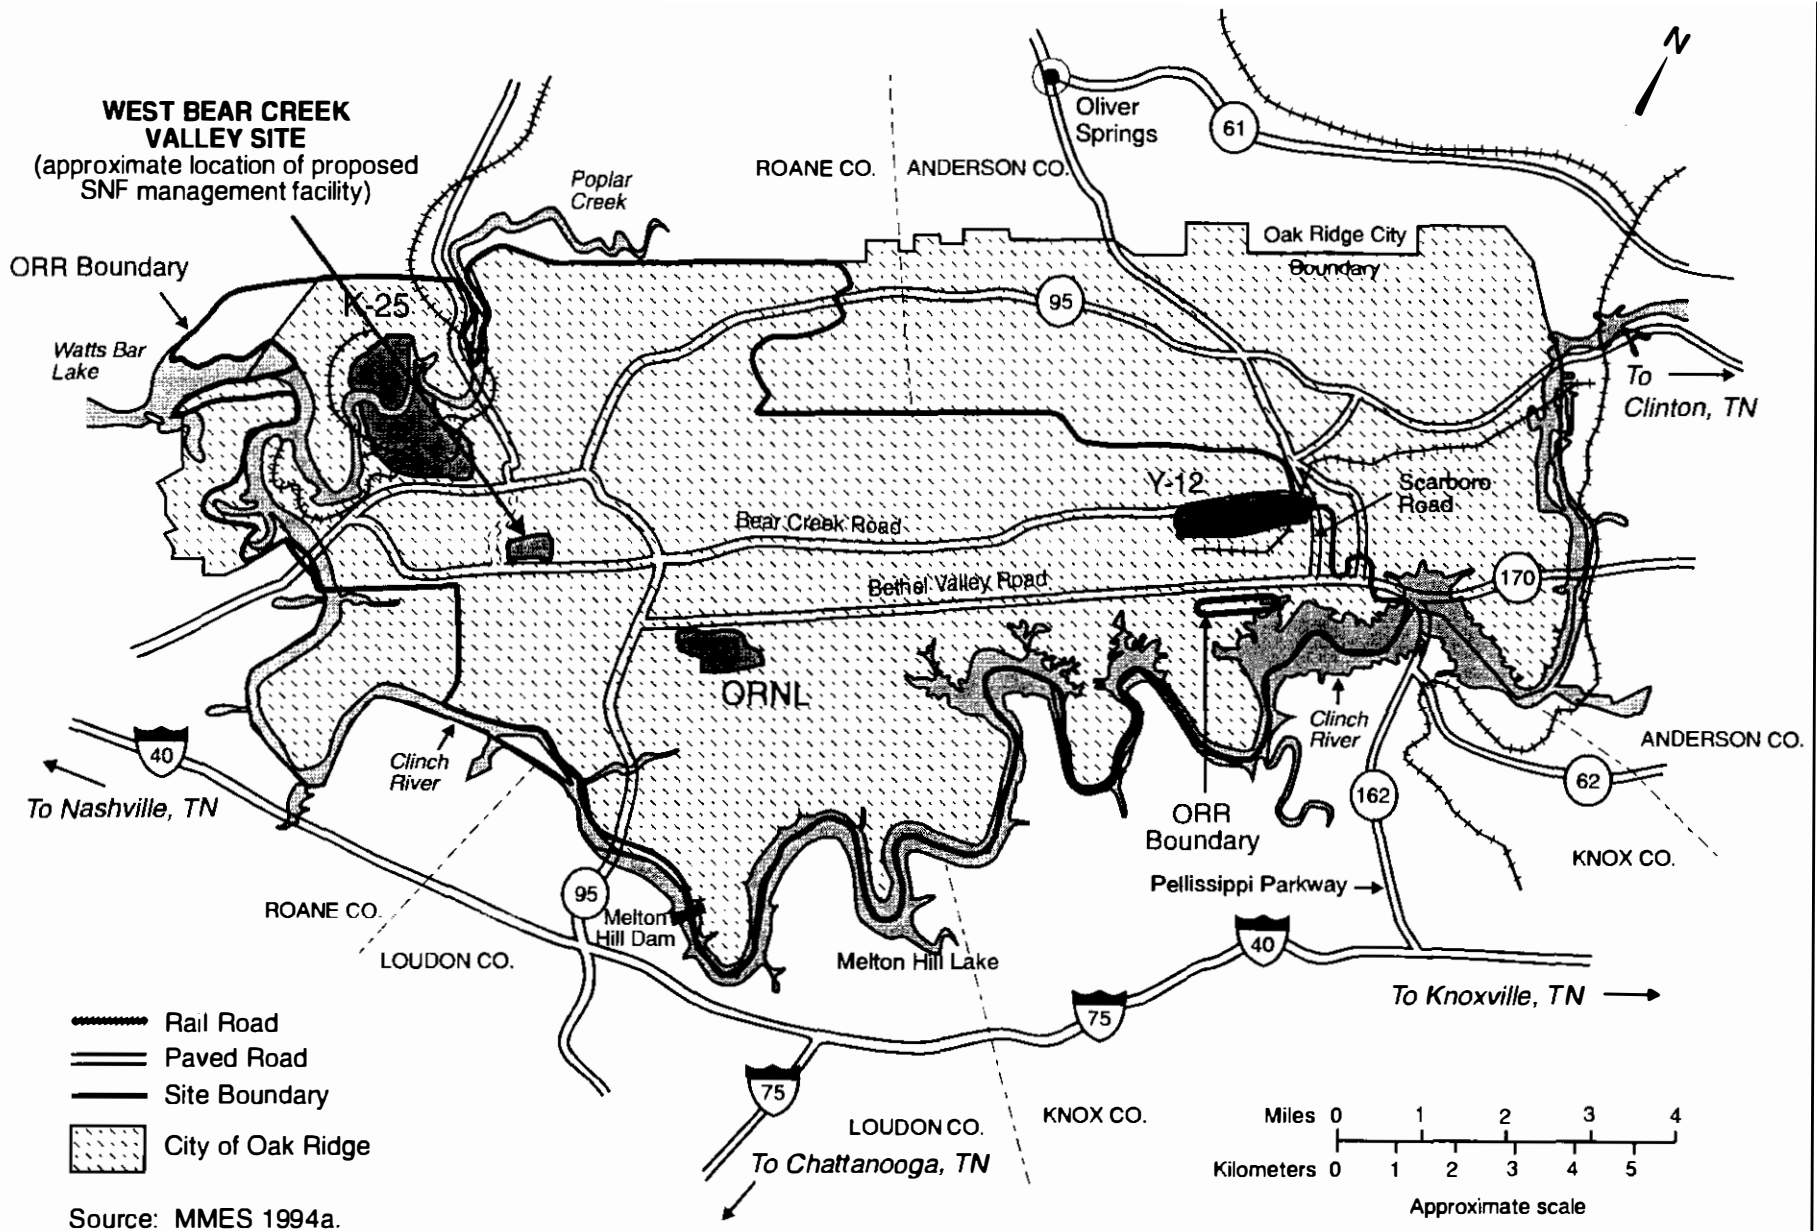 N
WEST BEAR CREEK
VALLEY SITE
(approximate location of proposed
SNF management facility)
Oliver
Springs
61
ROANE CO.
ANDERSON CO.
Poplar
Creek
Oak Ridge City
Boundary
ORR Boundary
K-25
95
Watts Bar
Lake
To
Clinton, TN
Y-12
Scarboro
Road
Bear Creek Road
Bethel Valley Road
170
ORNL
Clinch
River
Clinch
River
40
To Nashville, TN
ANDERSON CO.
62
162
ORR
Boundary
KNOX CO.
Pellissippi Parkway
95
ROANE CO.
Melton
Hill Dam
LOUDON CO.
Melton Hill Lake
40
To Knoxville, TN
75
75
Rail Road
Paved Road
Site Boundary
City of Oak Ridge
LOUDON CO.
KNOX CO.
To Chattanooga, TN
Miles 0 1 2 3 4
Kilometers 0 1 2 3 4 5
Approximate scale
Source: MMES 1994a.